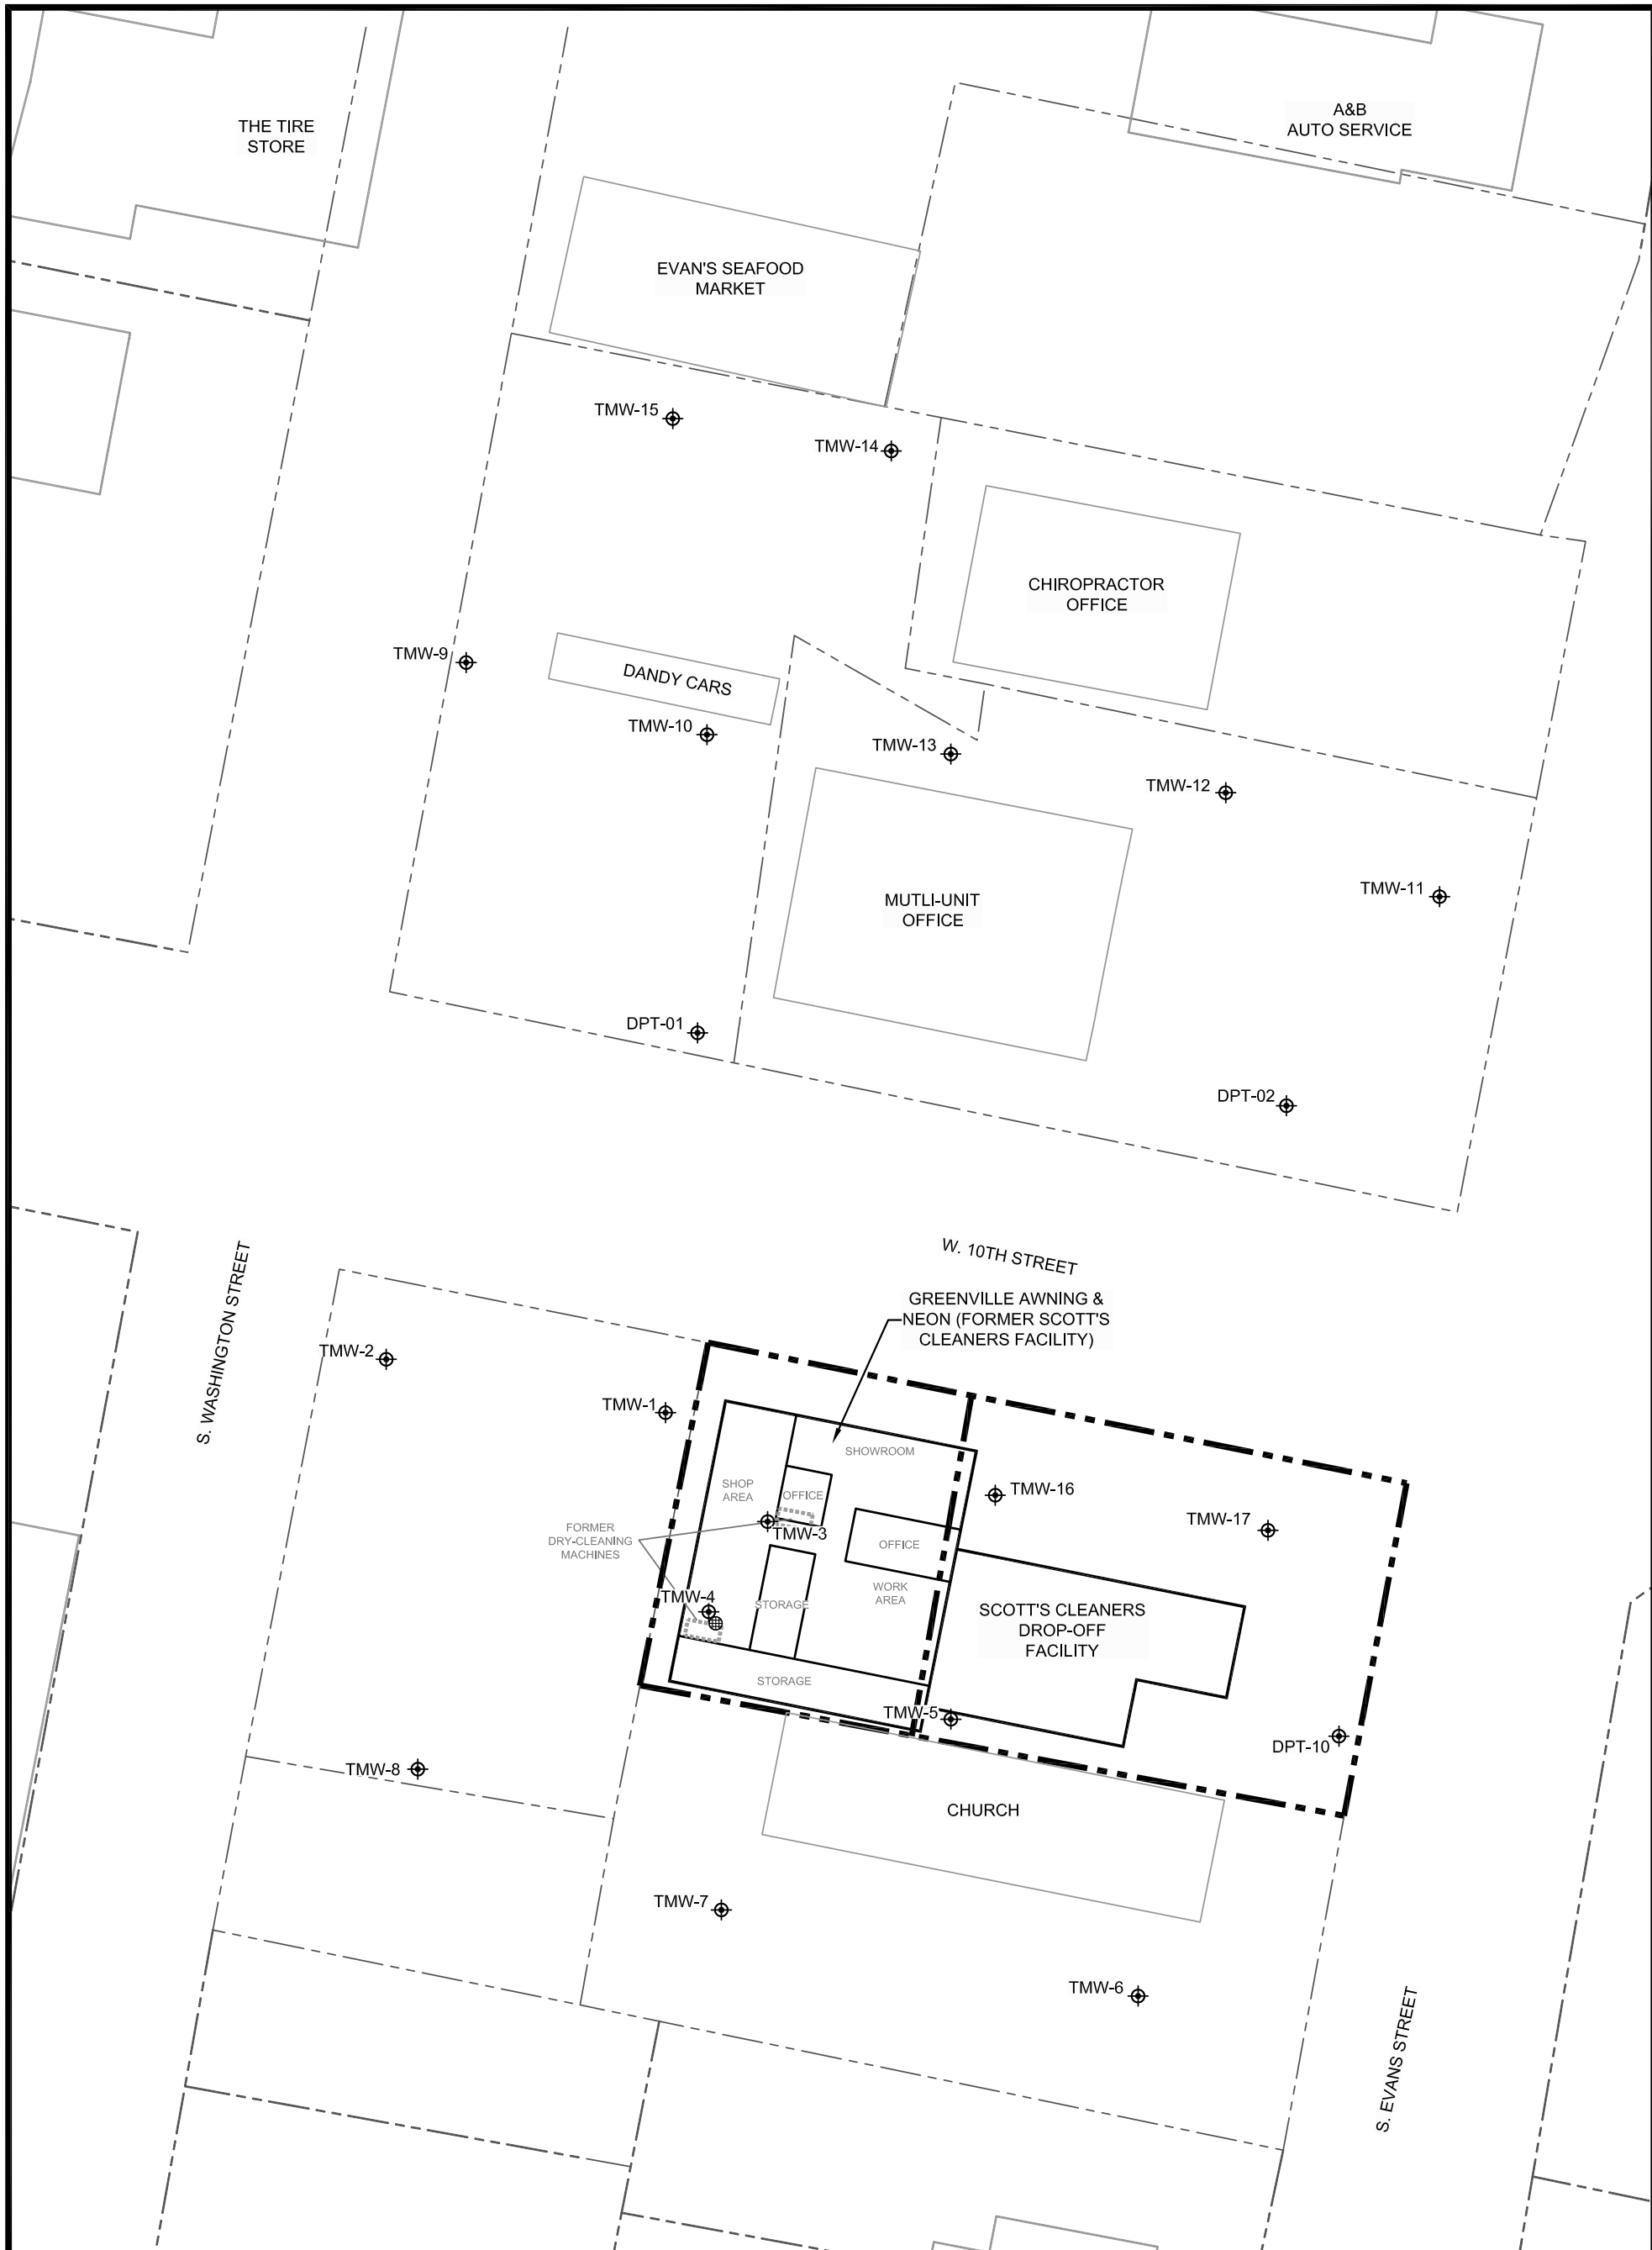 THE TIRE
STORE
A&B
AUTO SERVICE
EVAN'S SEAFOOD
MARKET
TMW-15
TMW-14
CHIROPRACTOR
OFFICE
TMW-9
DANDY CARS
TMW-10
TMW-13
TMW-12
MUTLI-UNIT
OFFICE
TMW-11
DPT-01
DPT-02
W. 10TH STREET
S. WASHINGTON STREET
GREENVILLE AWNING &
NEON (FORMER SCOTT'S
CLEANERS FACILITY)
TMW-2
TMW-1
SHOWROOM
SHOP
AREA
OFFICE
TMW-16
TMW-17
FORMER
DRY-CLEANING
MACHINES
TMW-3
OFFICE
WORK
AREA
TMW-4
STORAGE
SCOTT'S CLEANERS
DROP-OFF
FACILITY
STORAGE
TMW-5
DPT-10
TMW-8
CHURCH
TMW-7
TMW-6
S. EVANS STREET